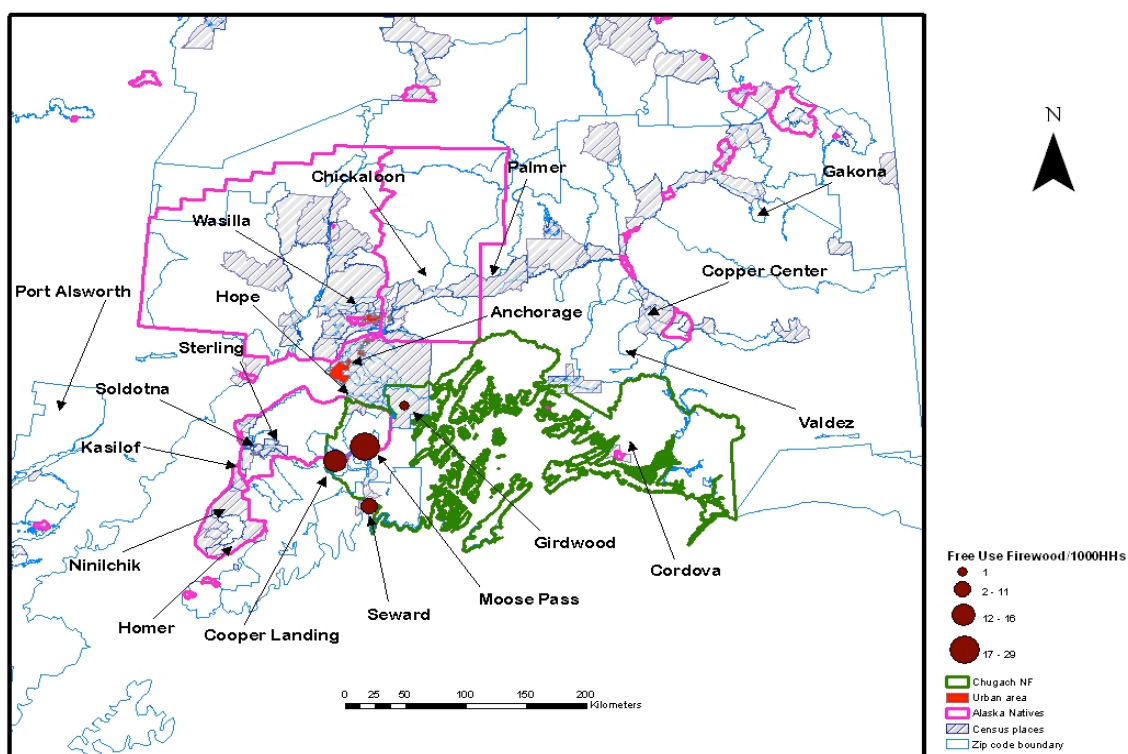 N
Palmer
Chickaloon
Gakona
Wasilla
Copper Center
Port Alsworth
Hope
Anchorage
Sterling
Soldotna
Valdez
Kasilof
Girdwood
Ninilchik
Cordova
Moose Pass
Seward
Homer
Cooper Landing
0 25 50 100 150 200
Kilometers
Free Use Firewood/1000HHs
1
2 - 11
12 - 16
17 - 29
Chugach NF
Urban area
Alaska Natives
Census places
Zip code boundary